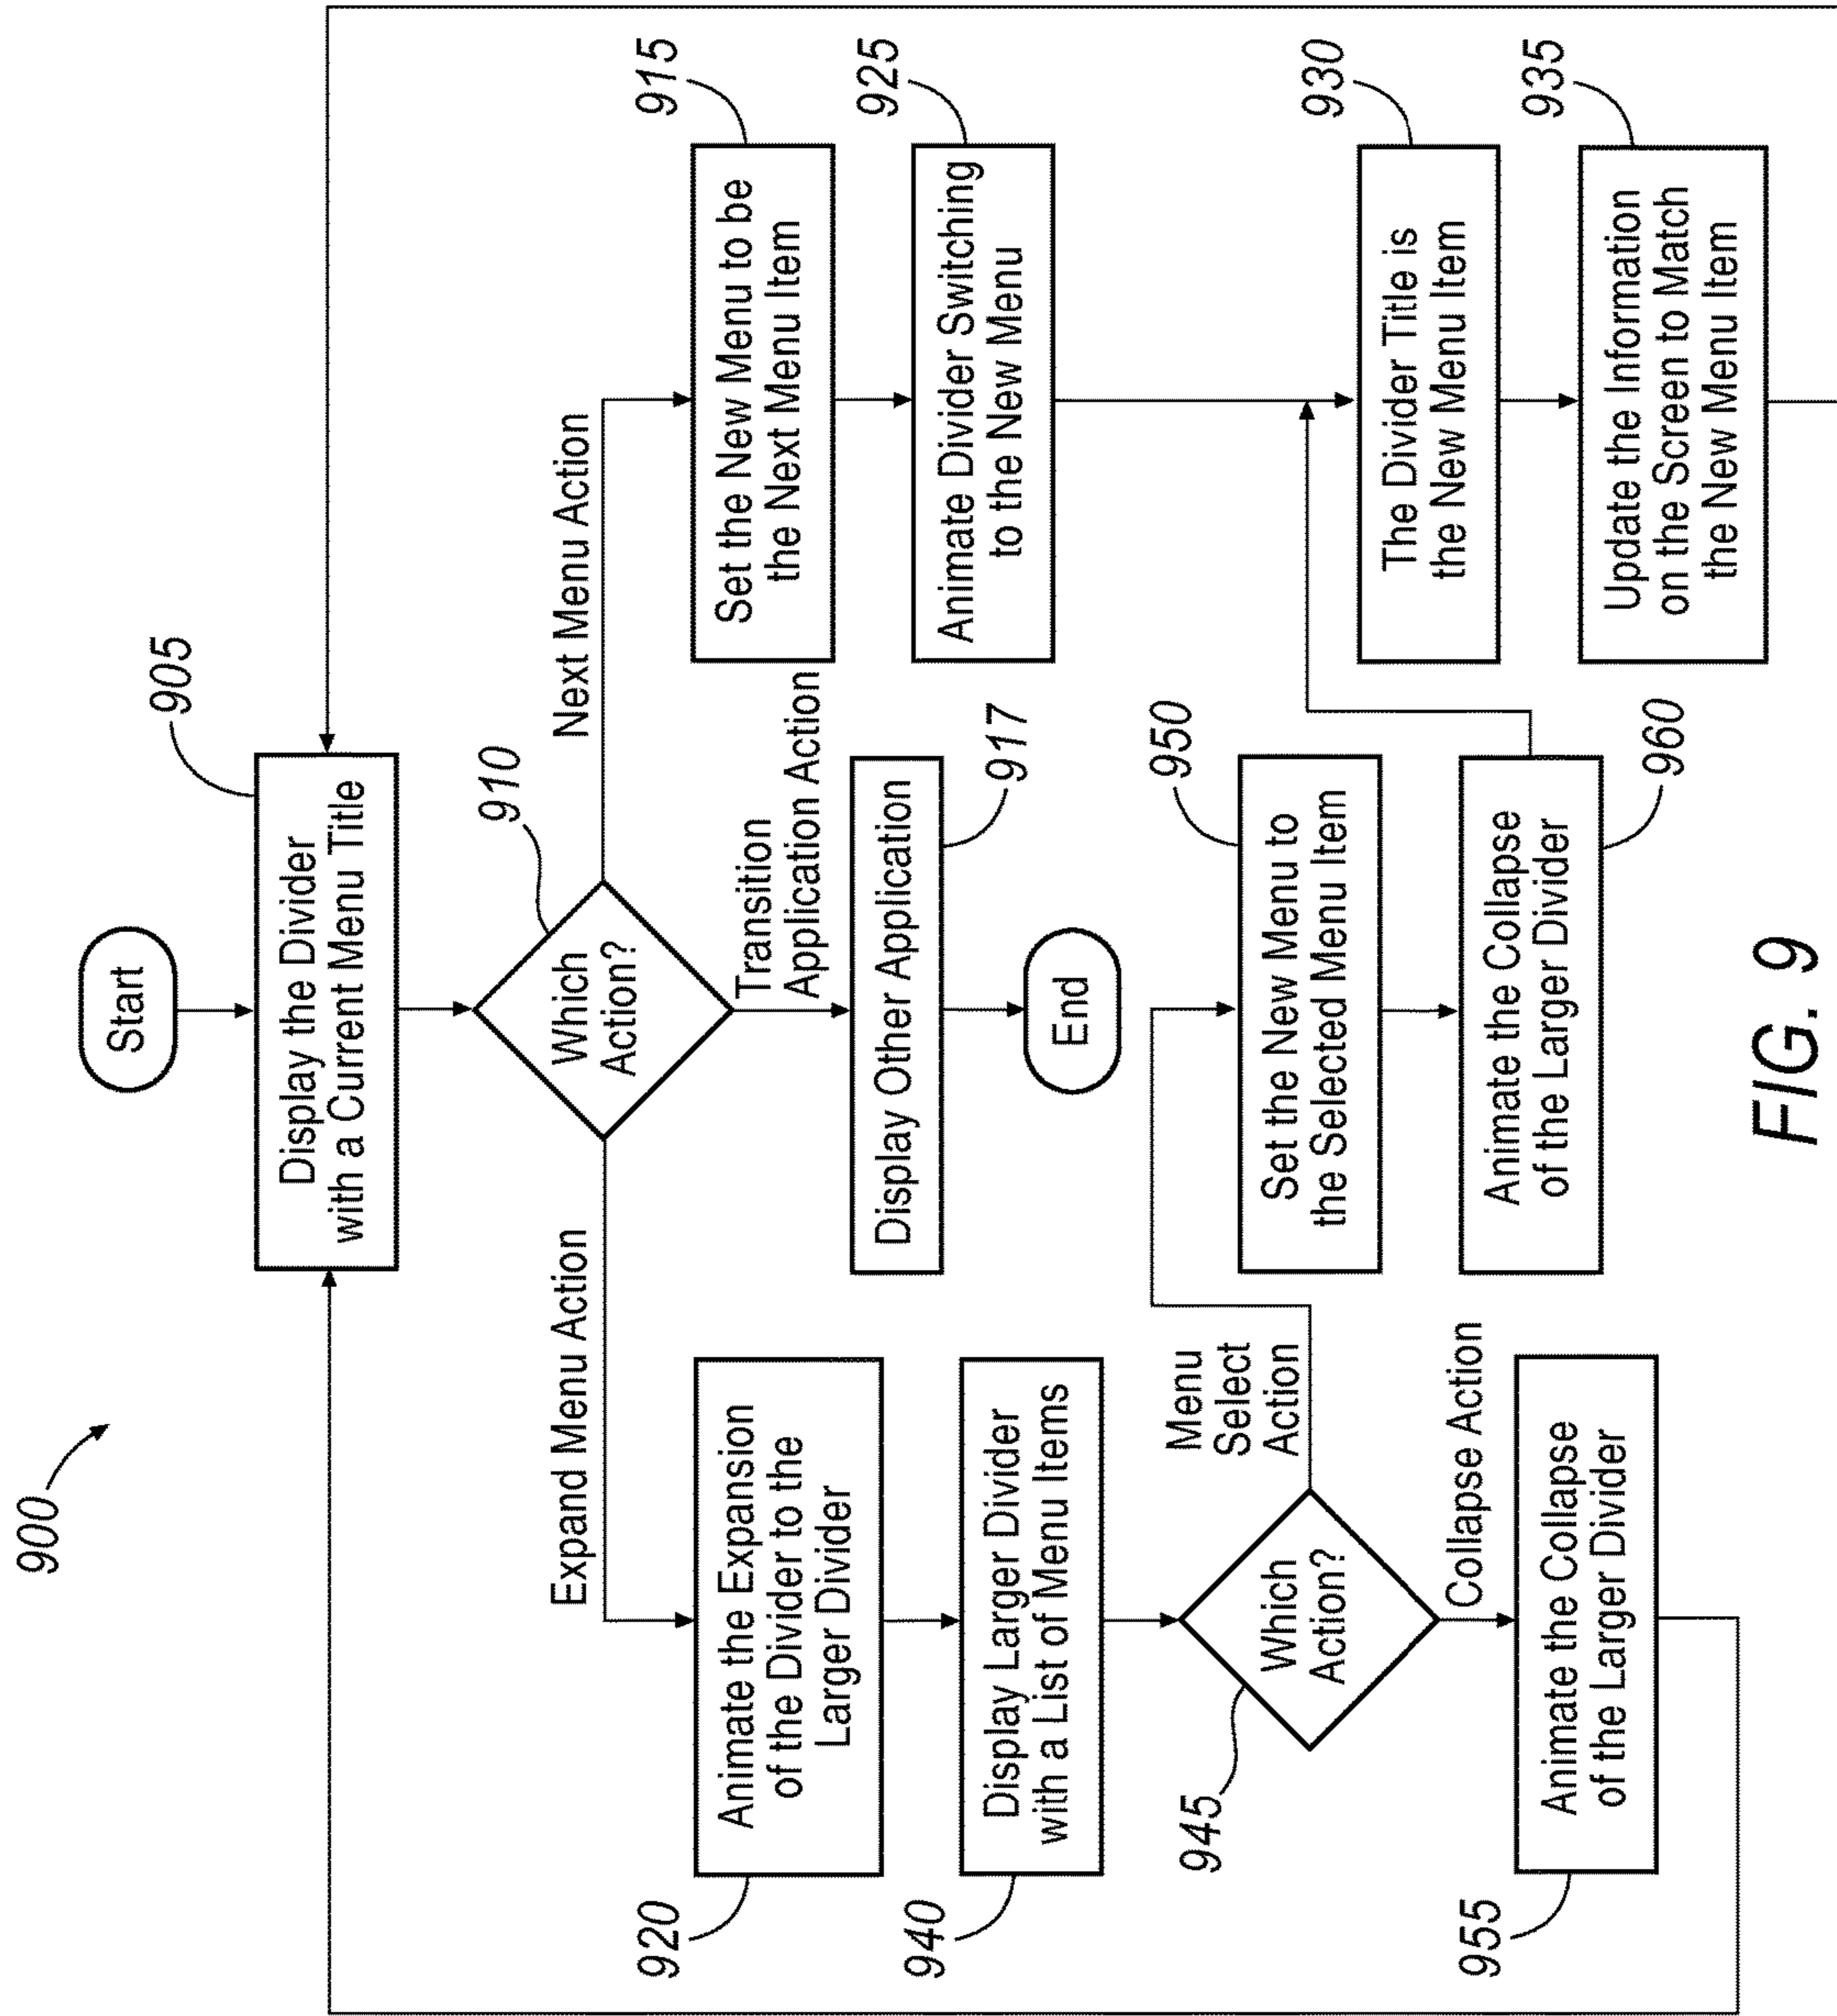 900
Start
905
Display the Divider
with a Current Menu Title
910
Which
Action?
Expand Menu Action
Next Menu Action
Transition
Application Action
920
Animate the Expansion
of the Divider to the
Larger Divider
Display Other Application
917
Set the New Menu to be
the Next Menu Item
915
940
Display Larger Divider
with a List of Menu Items
End
Animate Divider Switching
to the New Menu
925
945
Which
Action?
Menu
Select
Action
Collapse Action
Set the New Menu to
the Selected Menu Item
950
The Divider Title is
the New Menu Item
930
955
Animate the Collapse
of the Larger Divider
Animate the Collapse
of the Larger Divider
960
Update the Information
on the Screen to Match
the New Menu Item
935
FIG. 9